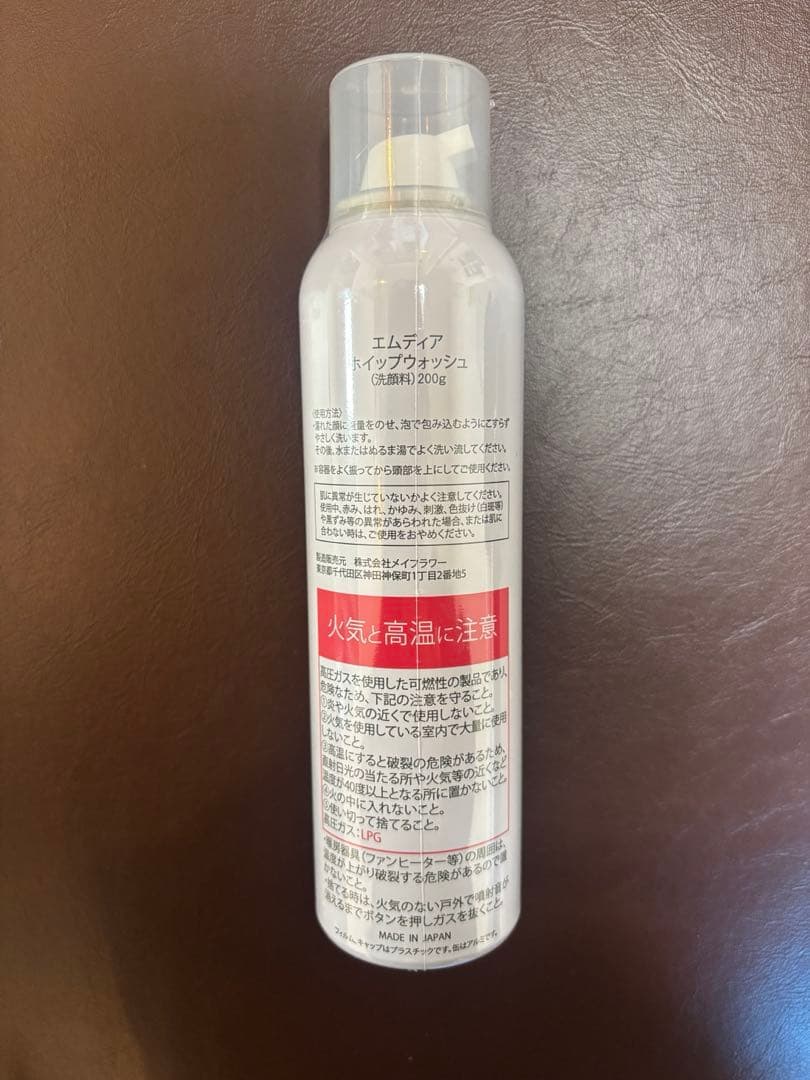 エムディア
ホイップウォッシュ
(洗顔料)200g
〈使用方法〉
・濡れた顔に適量をのせ、泡で包み込むようにこすらず
やさしく洗います。
その後、水またはぬるま湯でよく洗い流してください。
※容器をよく振ってから頭部を上にしてご使用ください。
肌に異常が生じていないかよく注意してください。
使用中、赤み、はれ、かゆみ、刺激、色抜け(白斑等)
や黒ずみ等の異常があらわれた場合、または肌に
合わない時は、ご使用をおやめください。
製造販売元 株式会社メイフラワー
東京都千代田区神田神保町1丁目2番地5
火気と高温に注意
高圧ガスを使用した可燃性の製品であり、
危険なため、下記の注意を守ること。
①炎や火気の近くで使用しないこと。
②火気を使用している室内で大量に使用
しないこと。
③高温にすると破裂の危険があるため、
直射日光の当たる所や火気等の近くなど
温度が40度以上となる所に置かないこと。
④火の中に入れないこと。
⑤使い切って捨てること。
高圧ガス：LPG
・暖房器具(ファンヒーター等)の周囲は、
温度が上がり破裂する危険があるので置
かないこと。
・捨てる時は、火気のない戸外で噴射音が
消えるまでボタンを押しガスを抜くこと。
MADE IN JAPAN
フィルム、キャップはプラスチックです。缶はアルミです。